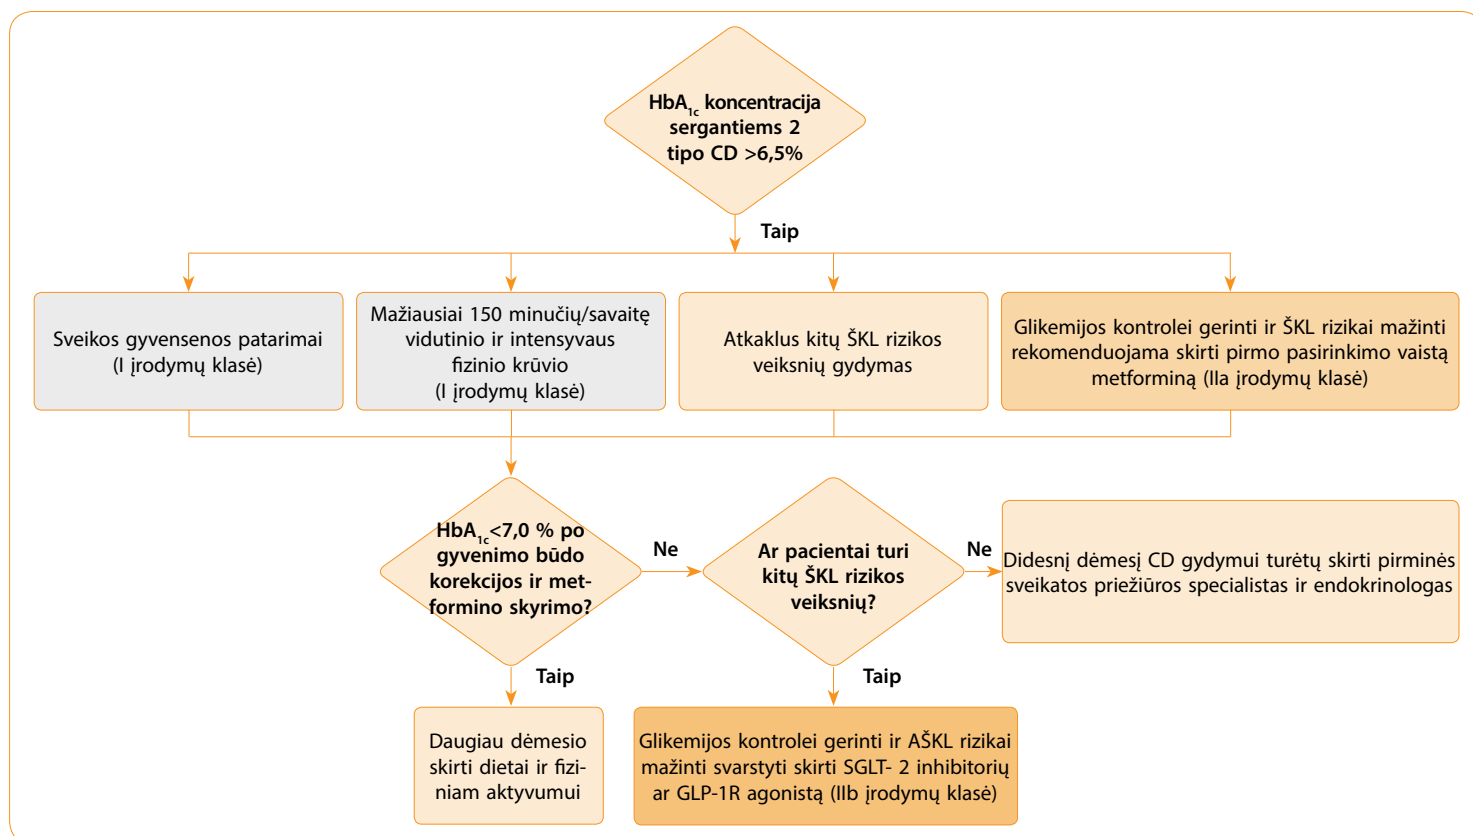 HbA1c koncentracija
sergantiems 2
tipo CD >6,5%
Taip
Sveikos gyvensenos patarimai
(I įrodymų klasė)
Mažiausiai 150 minučių/savaitę
vidutinio ir intensyvaus
fizinio krūvio
(I įrodymų klasė)
Atkaklus kitų ŠKL rizikos
veiksnių gydymas
Glikemijos kontrolei gerinti ir ŠKL rizikai mažinti
rekomenduojama skirti pirmo pasirinkimo vaistą
metforminą (IIa įrodymų klasė)
HbA1c<7,0 % po
gyvenimo būdo
korekcijos ir met-
formino skyrimo?
Ne
Ar pacientai turi
kitų ŠKL rizikos
veiksnių?
Ne
Didesnį dėmesį CD gydymui turėtų skirti pirminės
sveikatos priežiūros specialistas ir endokrinologas
Taip
Taip
Daugiau dėmesio
skirti dietai ir fizi-
niam aktyvumui
Glikemijos kontrolei gerinti ir AŠKL rizikai
mažinti svarstyti skirti SGLT- 2 inhibitorių
ar GLP-1R agonistą (IIb įrodymų klasė)